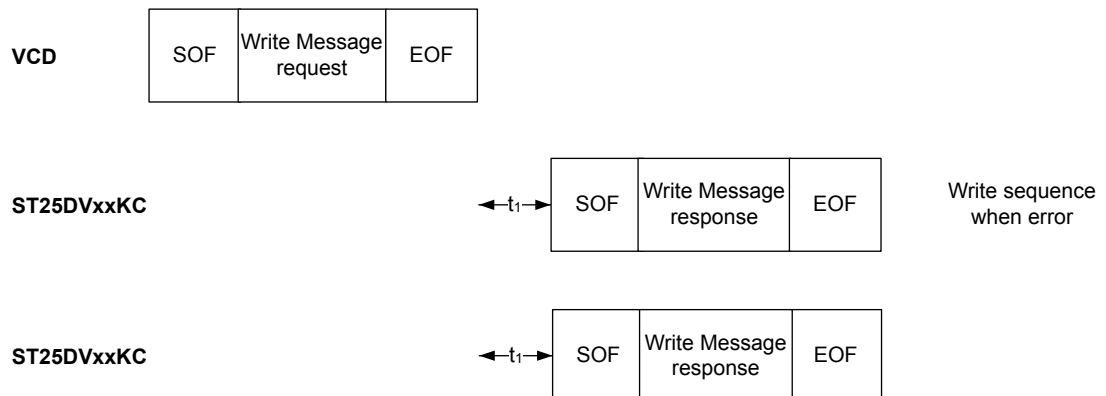 VCD
SOF
Write Message
request
EOF
ST25DVxxKC
t1
SOF
Write Message
response
EOF
Write sequence
when error
ST25DVxxKC
t1
SOF
Write Message
response
EOF